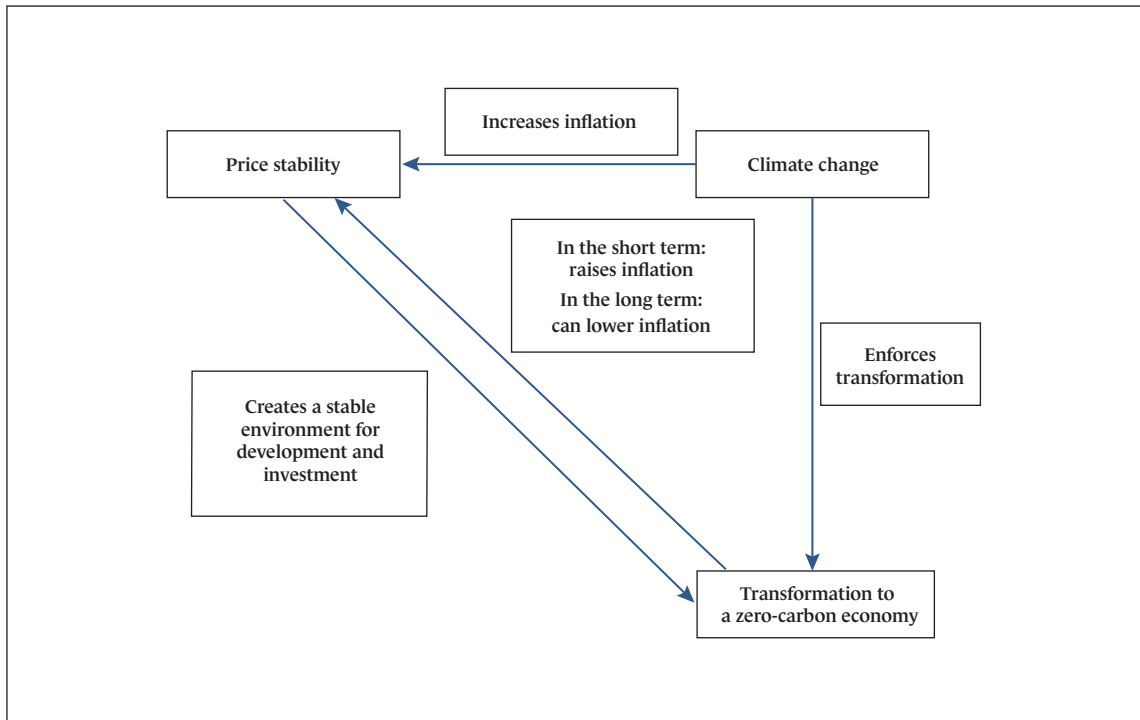 Increases inflation
Price stability
Climate change
In the short term:
raises inflation
In the long term:
can lower inflation
Enforces
transformation
Creates a stable
environment for
development and
investment
Transformation to
a zero-carbon economy